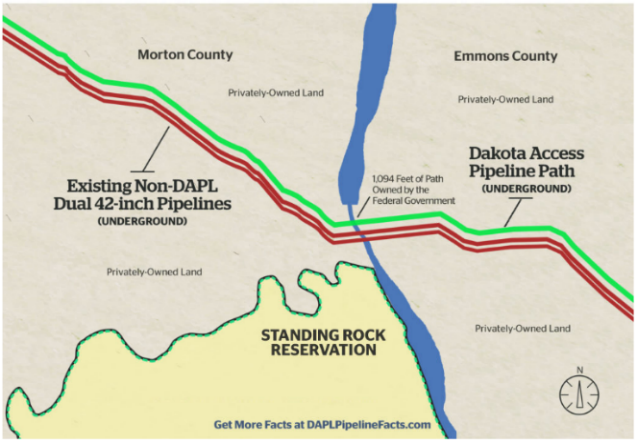 Morton County
Emmons County
Privately-Owned Land
Privately-Owned Land
Dakota Access
Pipeline Path
(UNDERGROUND)
1,094 Feet of Path
Owned by the
Federal Government
Existing Non-DAPL
Dual 42-inch Pipelines
(UNDERGROUND)
Privately-Owned Land
STANDING ROCK
RESERVATION
Privately-Owned Land
N
Get More Facts at DAPLPipelineFacts.com